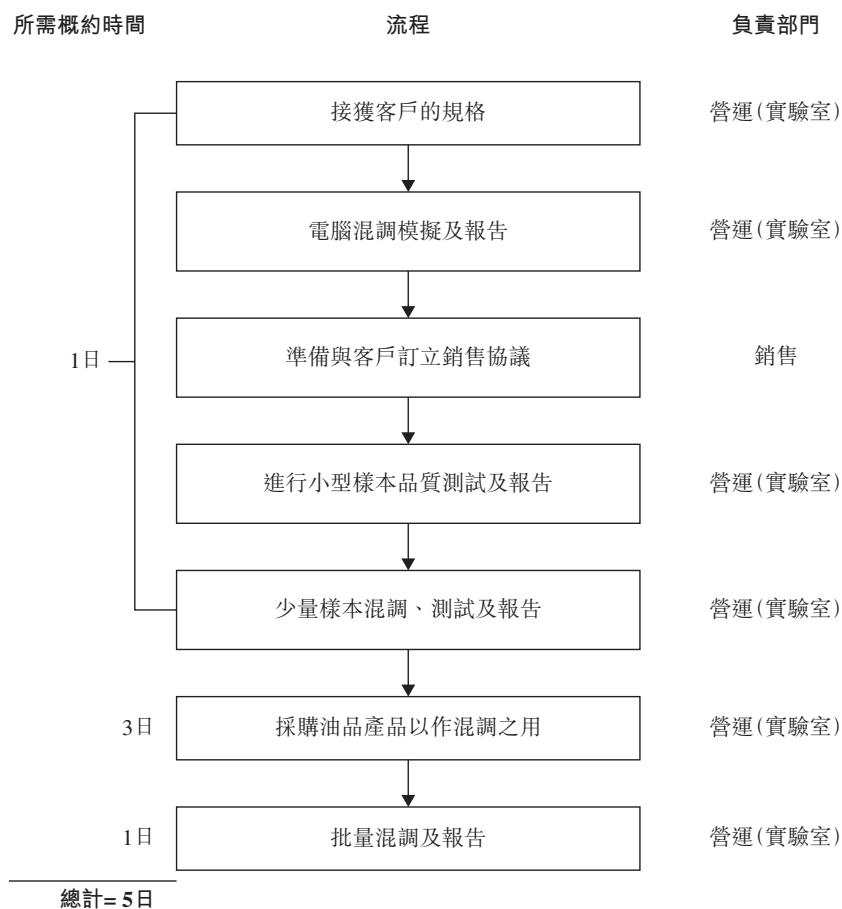 所需概約時間 流程 負責部門
接獲客戶的規格 營運(實驗室)
電腦混調模擬及報告 營運(實驗室)
1日 準備與客戶訂立銷售協議 銷售
進行小型樣本品質測試及報告 營運(實驗室)
少量樣本混調、測試及報告 營運(實驗室)
3日 採購油品產品以作混調之用 營運(實驗室)
1日 批量混調及報告 營運(實驗室)
總計= 5日